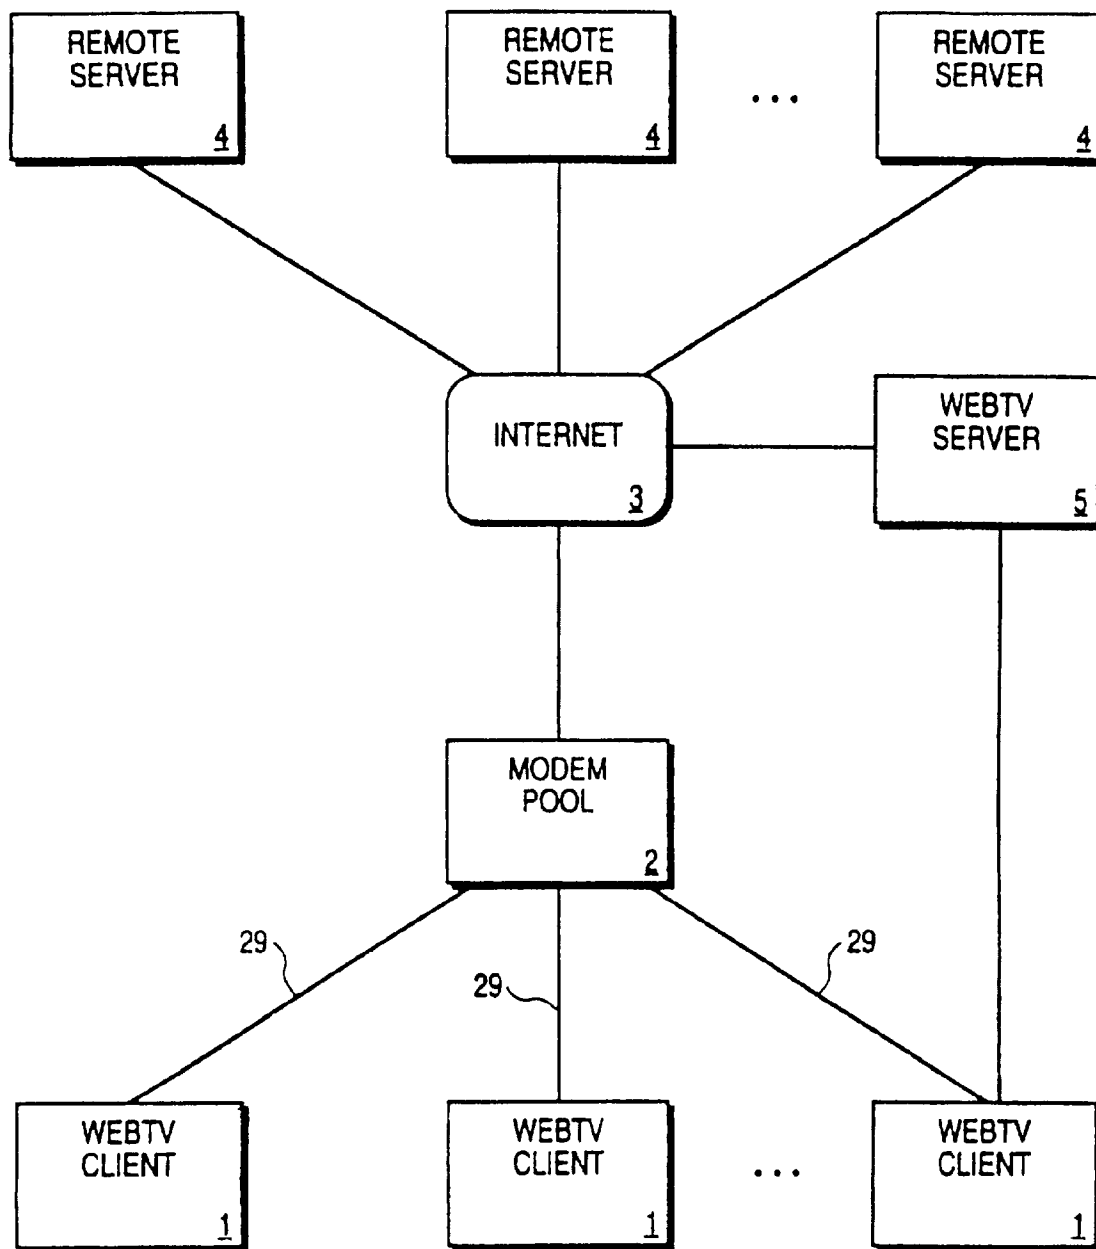 REMOTE
SERVER
4
REMOTE
SERVER
4
...
REMOTE
SERVER
4
INTERNET
3
WEBTV
SERVER
5
MODEM
POOL
2
29
29
29
WEBTV
CLIENT
1
WEBTV
CLIENT
1
...
WEBTV
CLIENT
1